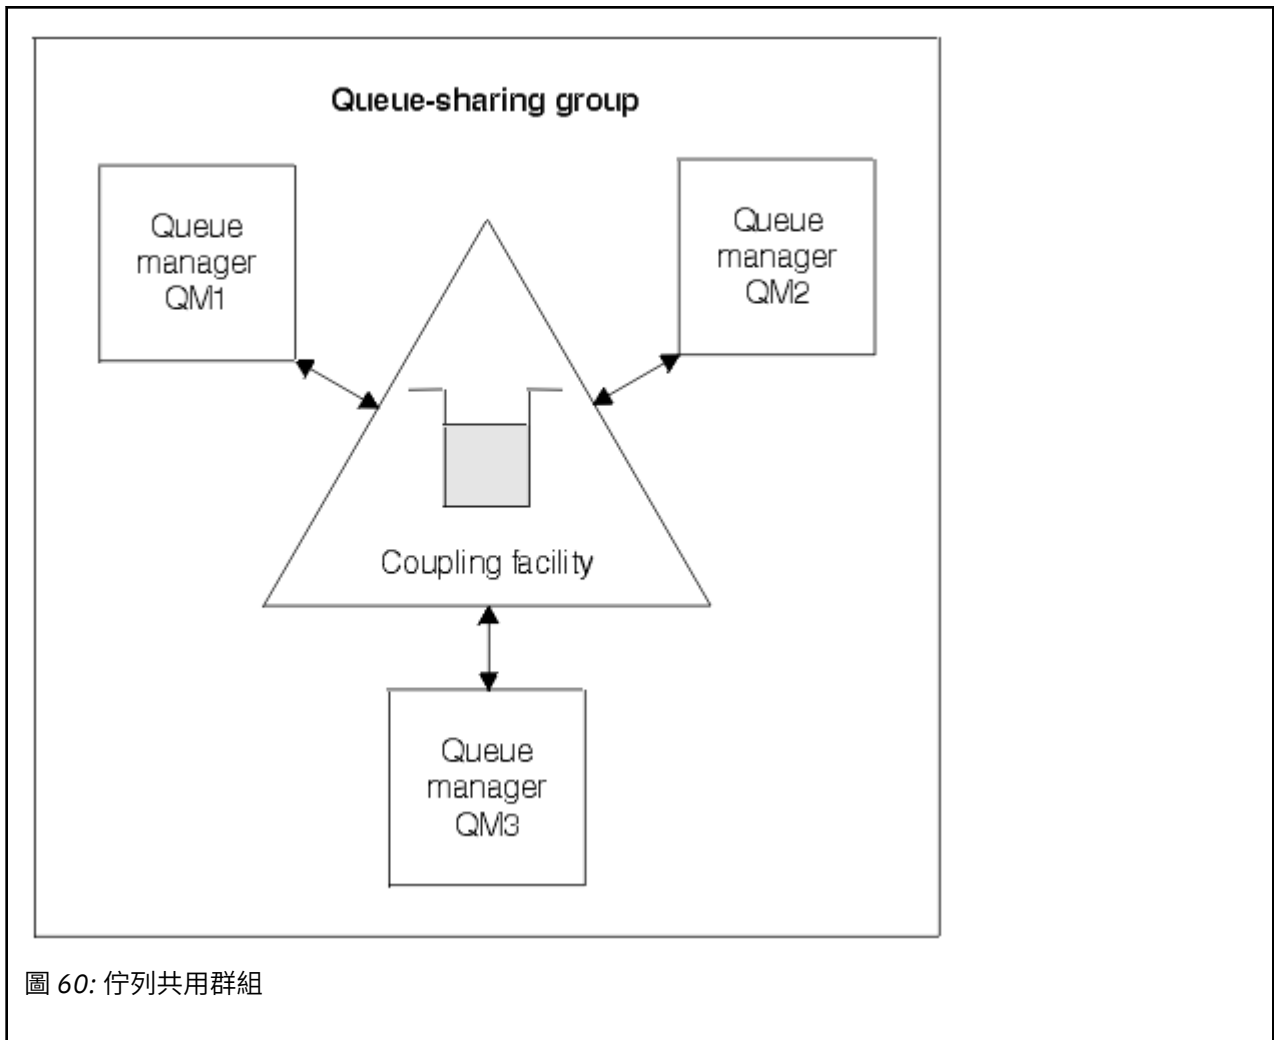 Queue-sharing group
Queue
manager
QM1
Queue
manager
QM2
Coupling facility
Queue
manager
QM3
圖 60: 佇列共用群組